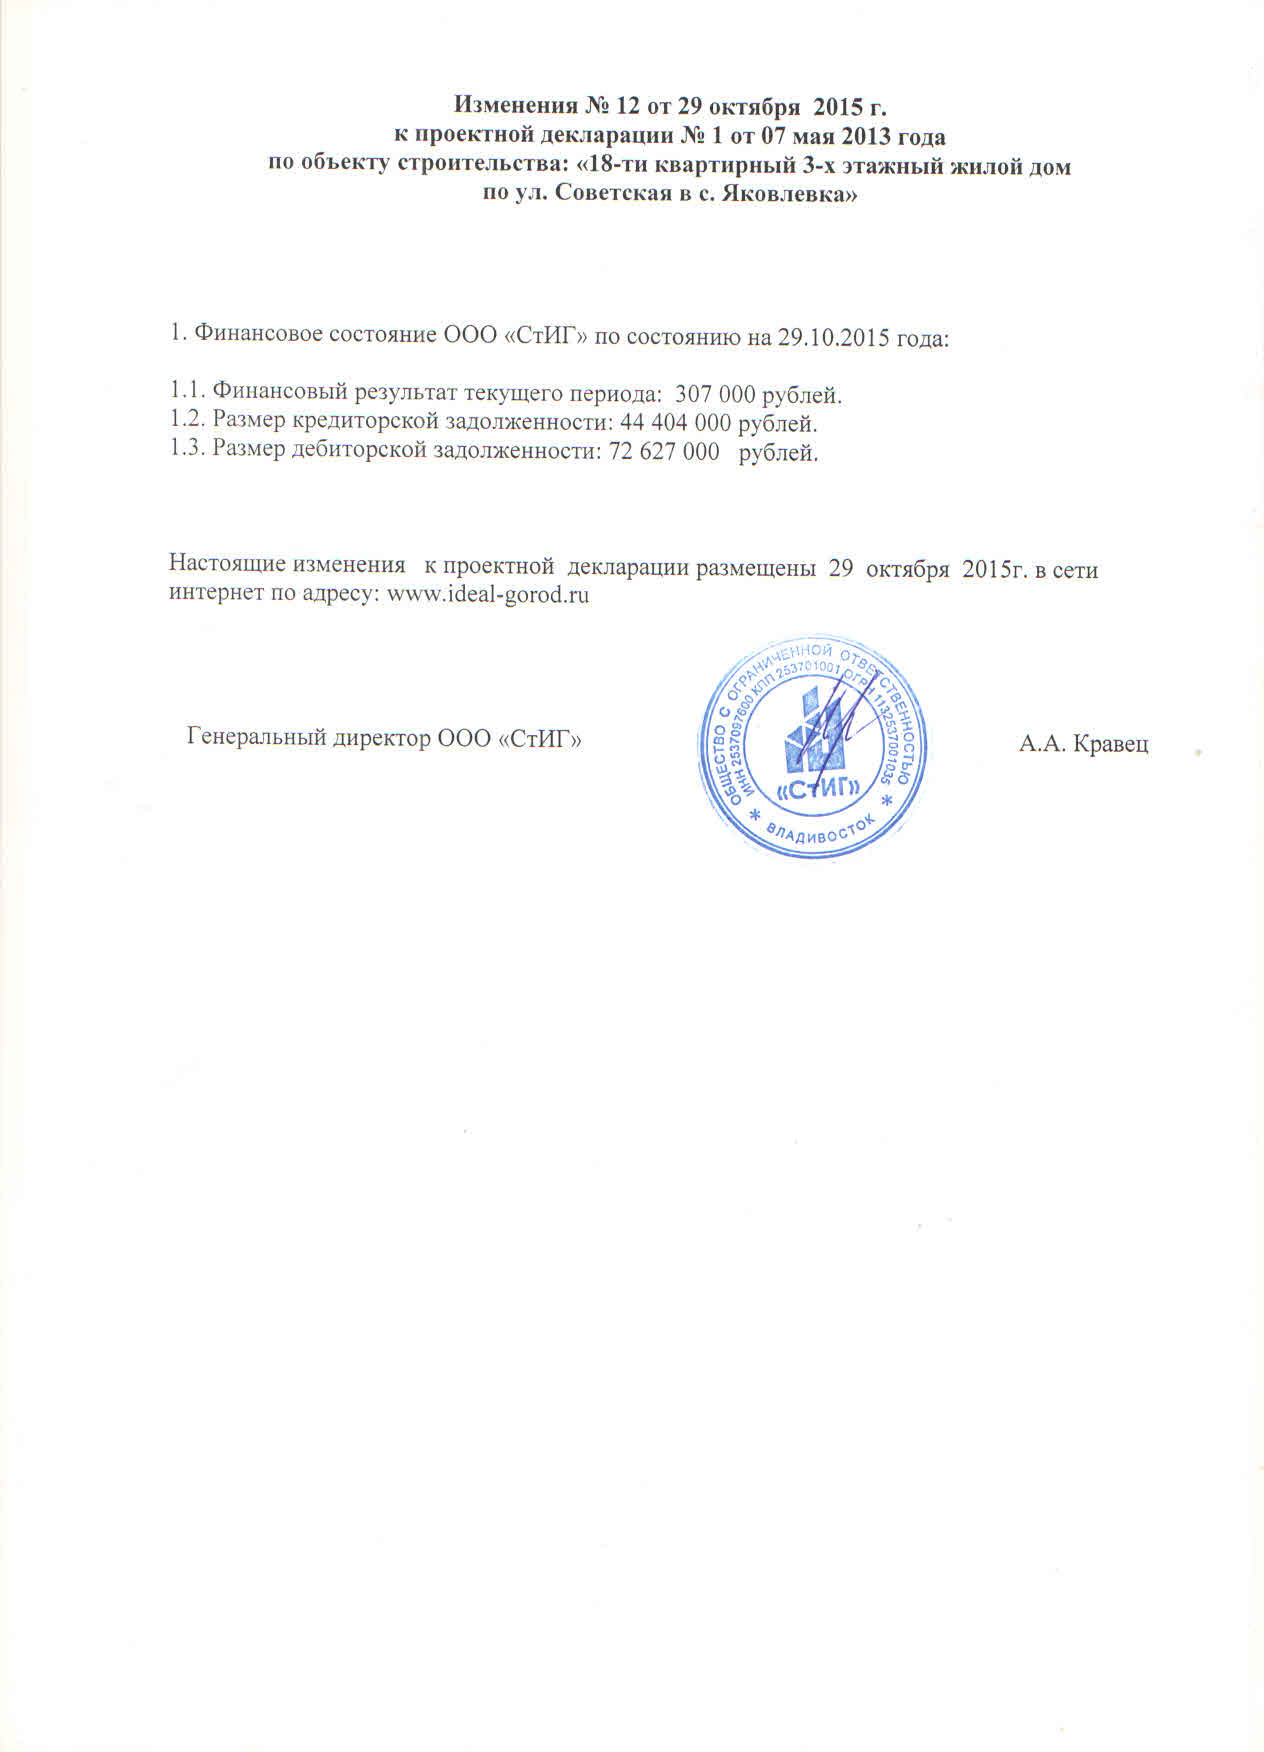 Изменения № 12 от 29 октября 2015 г.
к проектной декларации № 1 от 07 мая 2013 года
по объекту строительства: «18-ти квартирный 3-х этажный жилой дом
по ул. Советская в с. Яковлевка»
1. Финансовое состояние ООО «СтИГ» по состоянию на 29.10.2015 года:
1.1. Финансовый результат текущего периода: 307 000 рублей.
1.2. Размер кредиторской задолженности: 44 404 000 рублей.
1.3. Размер дебиторской задолженности: 72 627 000 рублей.
Настоящие изменения к проектной декларации размещены 29 октября 2015г. в сети
интернет по адресу: www.ideal-gorod.ru
Генеральный директор ООО «СтИГ»
А.А. Кравец
ОБЩЕСТВО С ОГРАНИЧЕННОЙ ОТВЕТСТВЕННОСТЬЮ
ИНН 2537097600 КПП 253701001 ОГРН 1132537001035
«СтИГ»
* ВЛАДИВОСТОК *